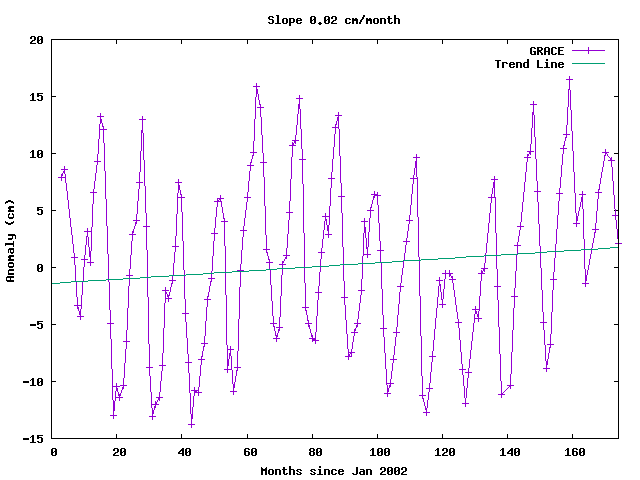 Slope 0.02 cm/month
GRACE
Trend Line
20
15
10
5
0
-5
-10
-15
Anomaly (cm)
0 20 40 60 80 100 120 140 160
Months since Jan 2002